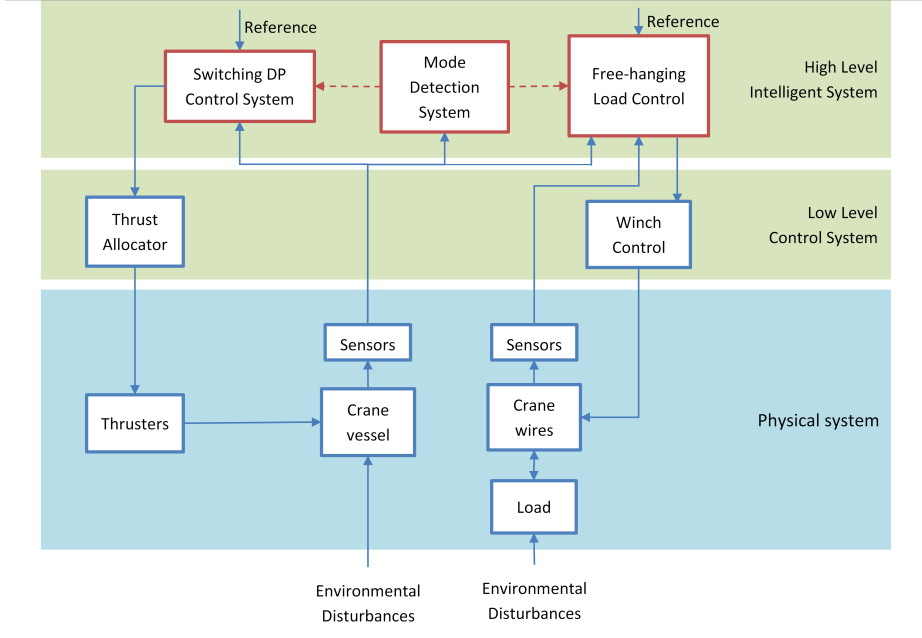 Reference
Reference
Switching DP
Control System
Mode
Detection
System
Free-hanging
Load Control
High Level
Intelligent System
Thrust
Allocator
Winch
Control
Low Level
Control System
Sensors
Sensors
Thrusters
Crane
vessel
Crane
wires
Physical system
Load
Environmental
Disturbances
Environmental
Disturbances